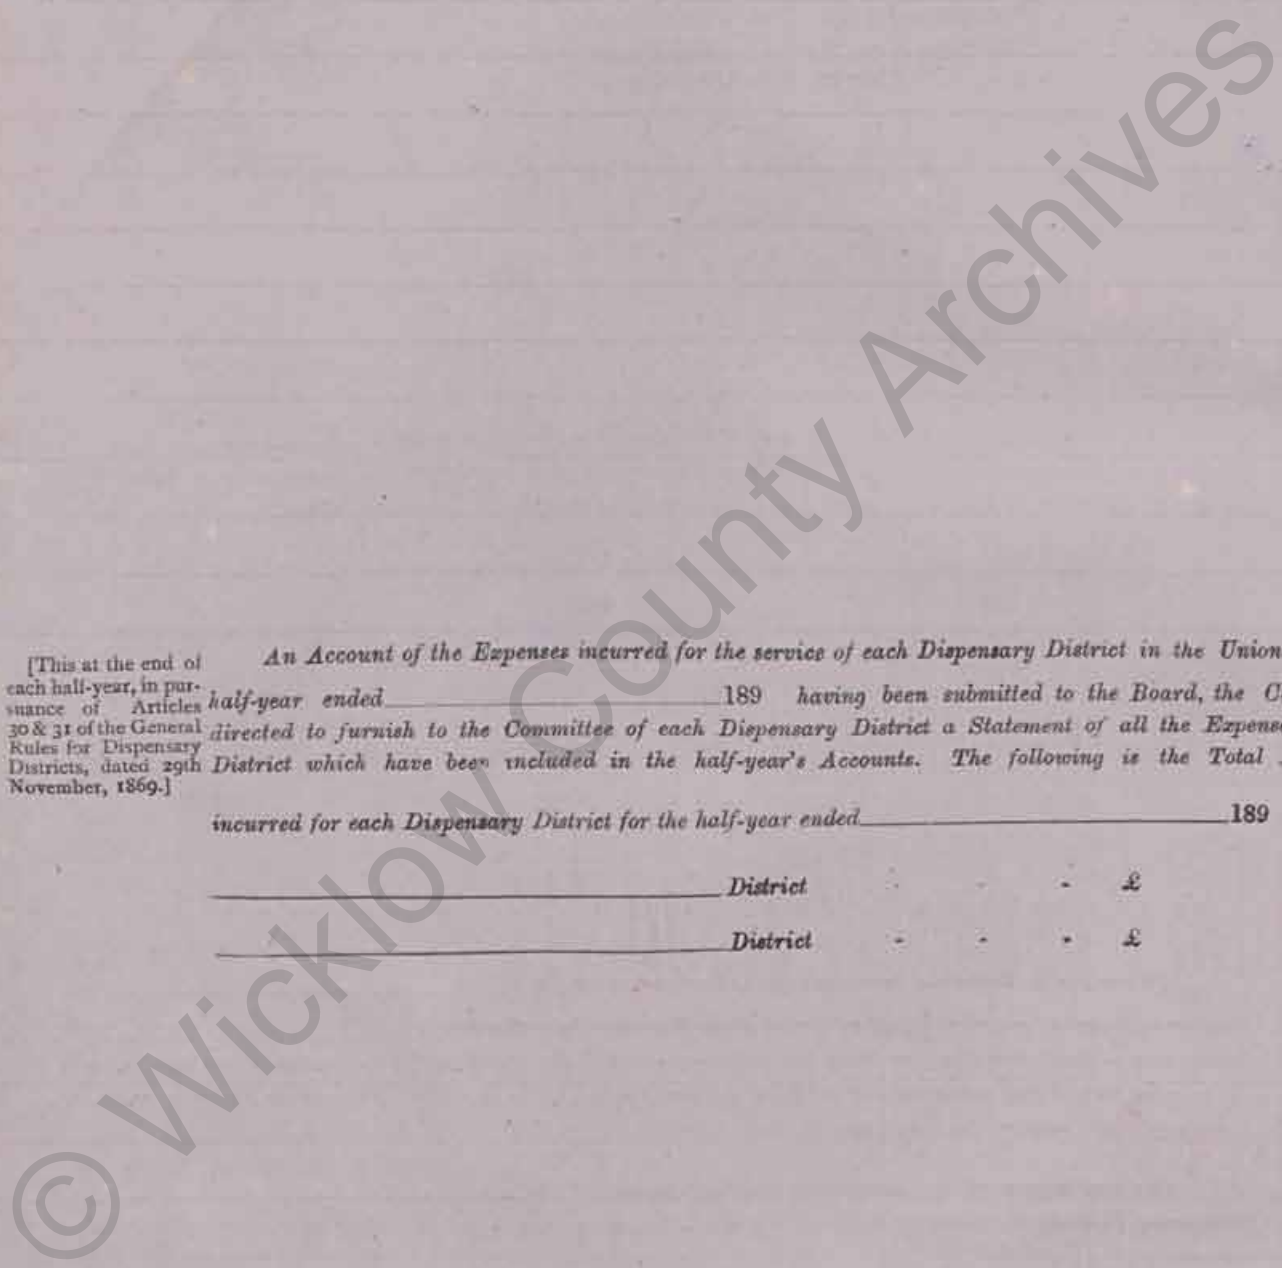 [This at the end of
each half-year, in pur-
suance of Articles
30 & 31 of the General
Rules for Dispensary
Districts, dated 29th
November, 1869.]
An Account of the Expenses incurred for the service of each Dispensary District in the Union
half-year ended 189 having been submitted to the Board, the C
directed to furnish to the Committee of each Dispensary District a Statement of all the Expens
District which have been included in the half-year's Accounts. The following is the Total
incurred for each Dispensary District for the half-year ended 189
District - - - £
District - - - £
© Wicklow County Archives